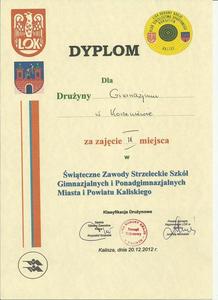 LOK
DYPLOM
Dla
Drużyny Gimnazjum
w Koźminku
za zajęcie II miejsca
w
Świąteczne Zawody Strzeleckie Szkół
Gimnazjalnych i Ponadgimnazjalnych
Miasta i Powiatu Kaliskiego
Klasyfikacja Drużynowa
Kalisz, dnia 20.12.2012 r.